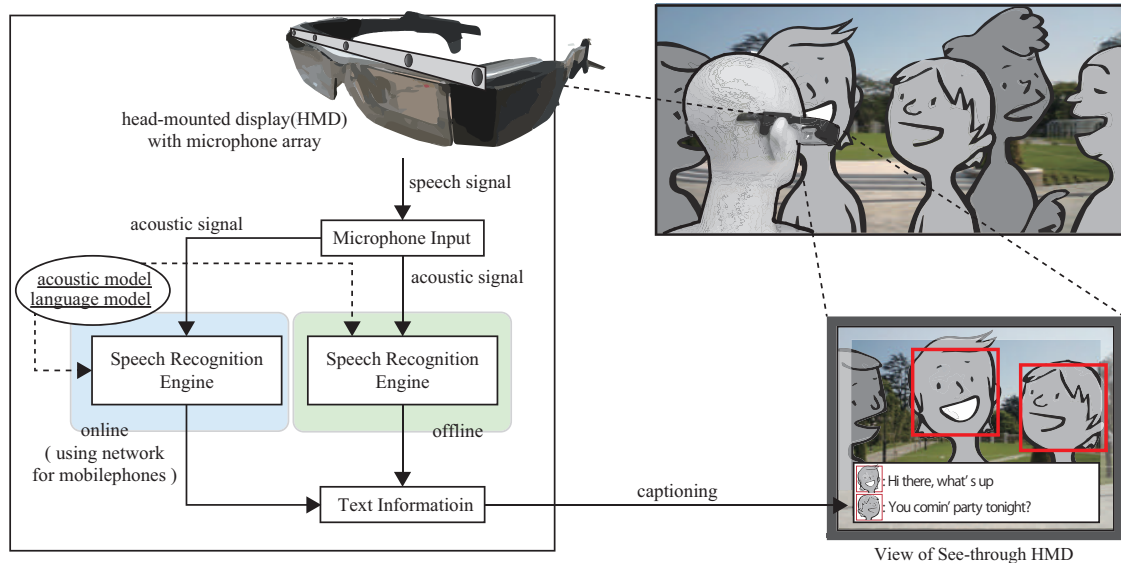 head-mounted display(HMD)
with microphone array
speech signal
acoustic signal
Microphone Input
acoustic signal
acoustic model
language model
Speech Recognition
Engine
Speech Recognition
Engine
online
( using network
for mobilephones )
offline
Text Informatioin
captioning
: Hi there, what's up
: You comin' party tonight?
View of See-through HMD